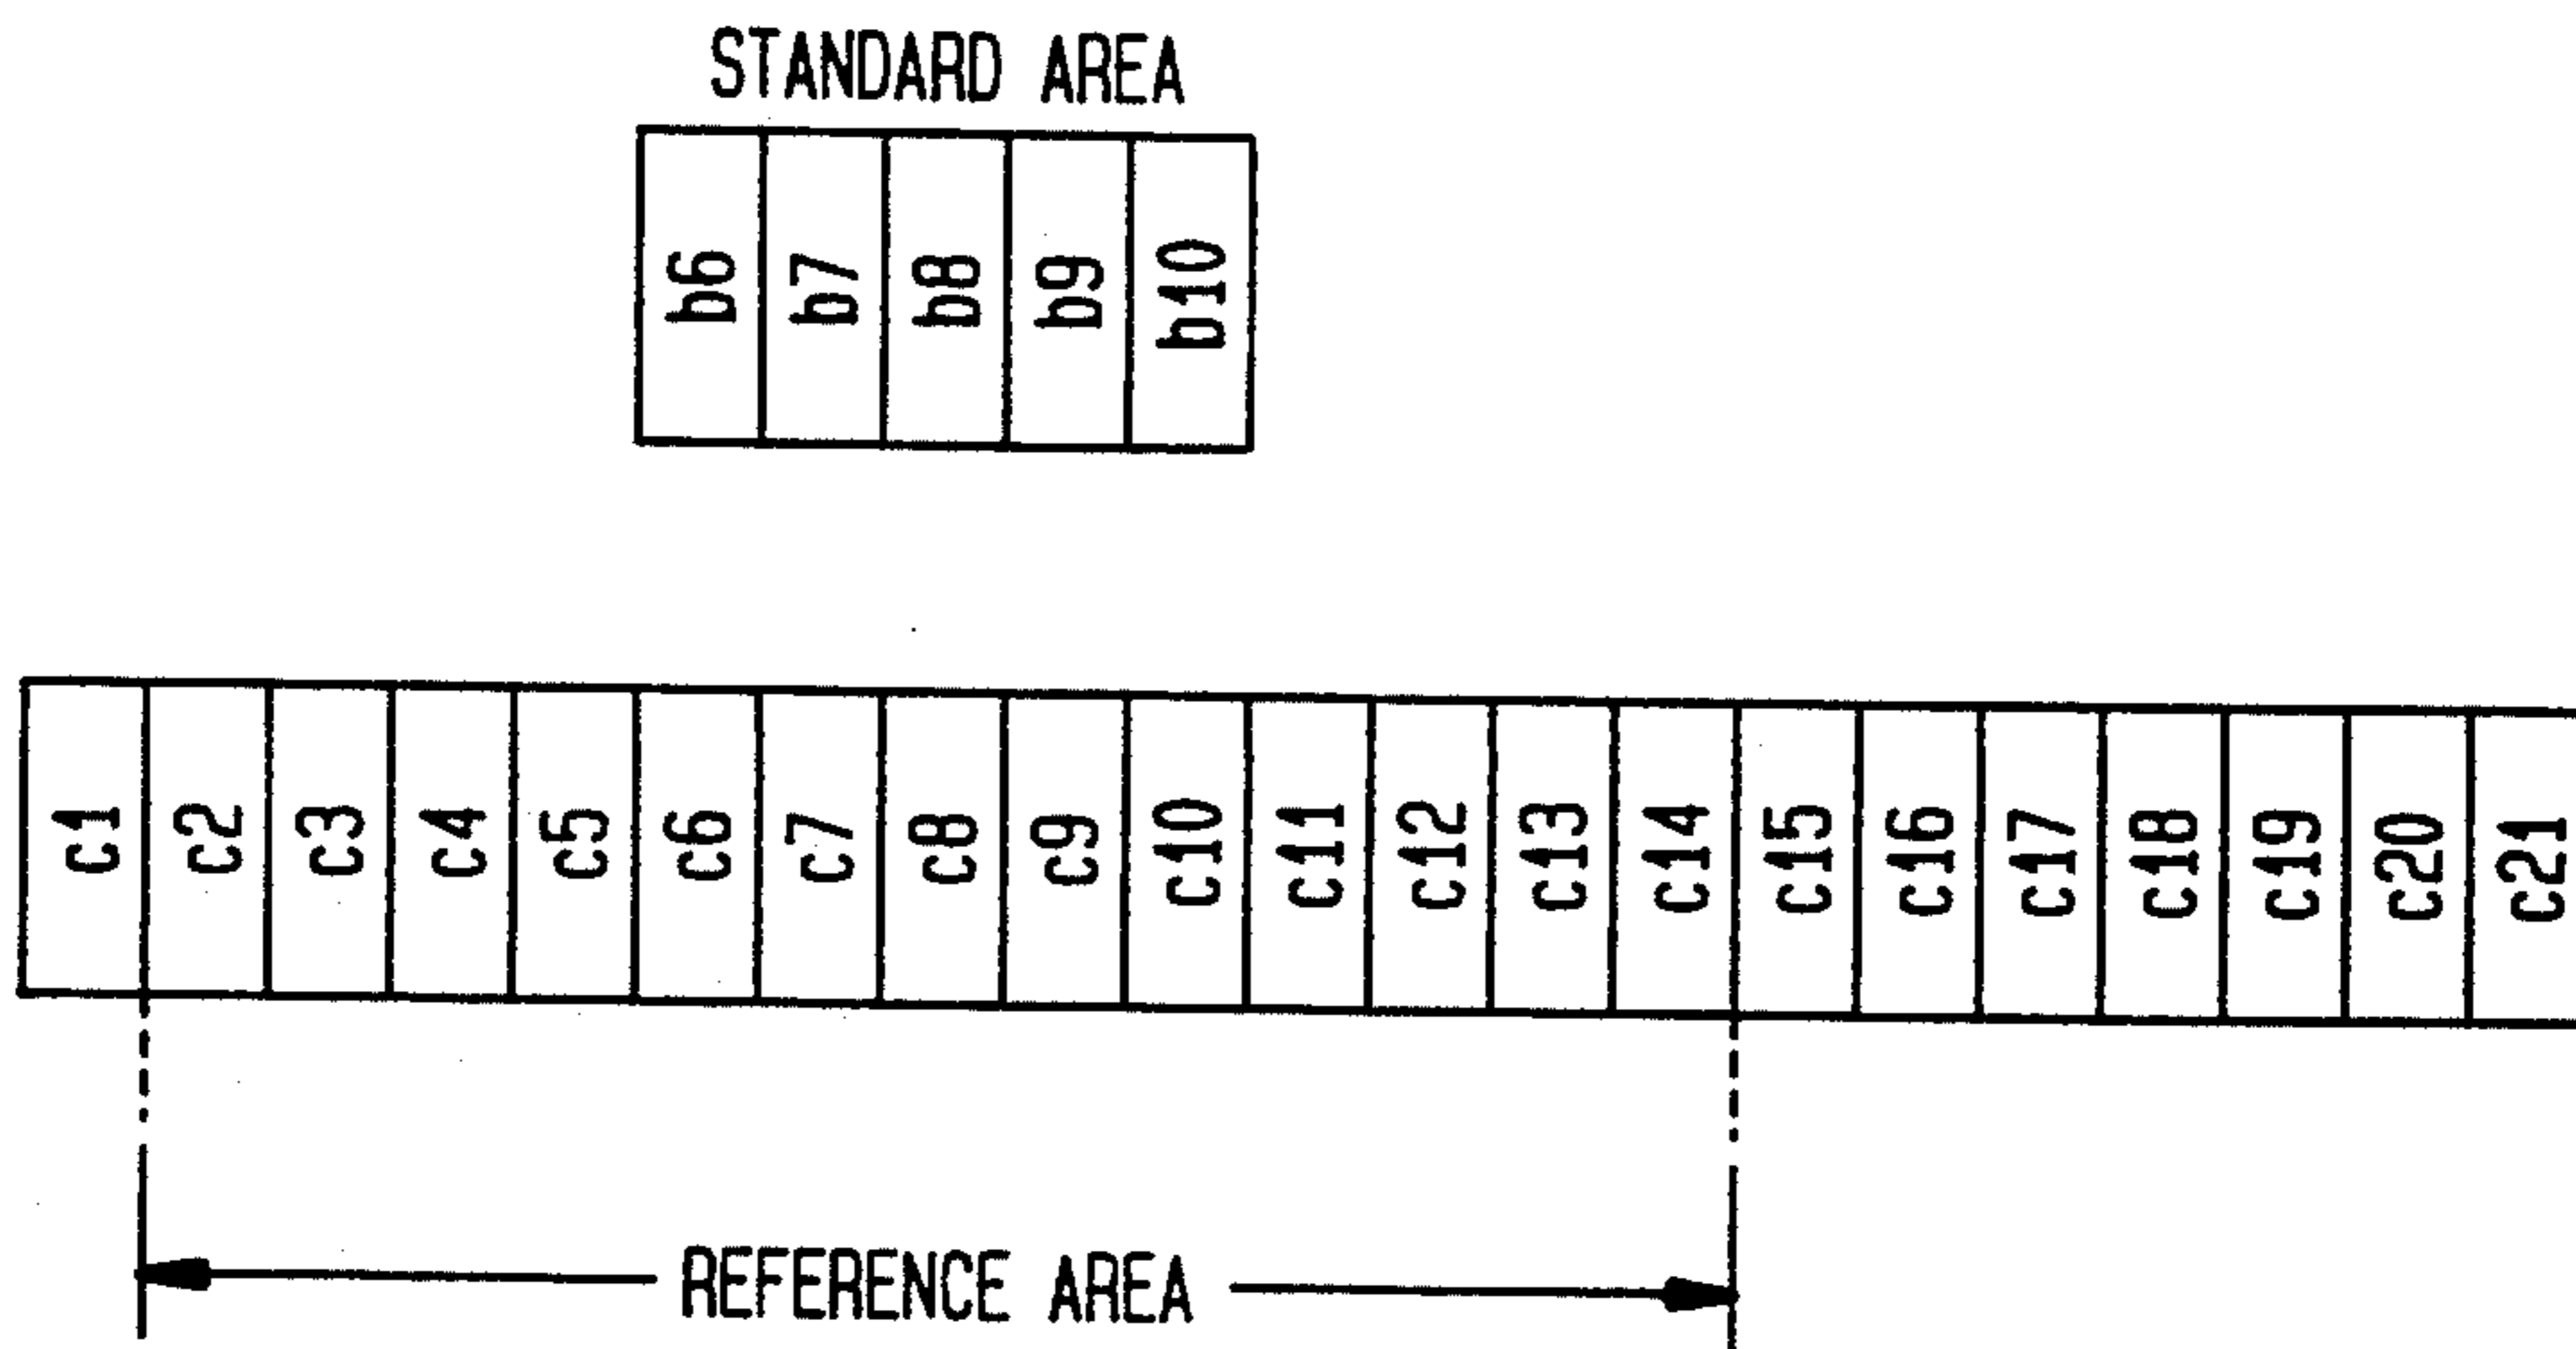 STANDARD AREA
b6 b7 b8 b9 b10
c1 c2 c3 c4 c5 c6 c7 c8 c9 c10 c11 c12 c13 c14 c15 c16 c17 c18 c19 c20 c21
REFERENCE AREA